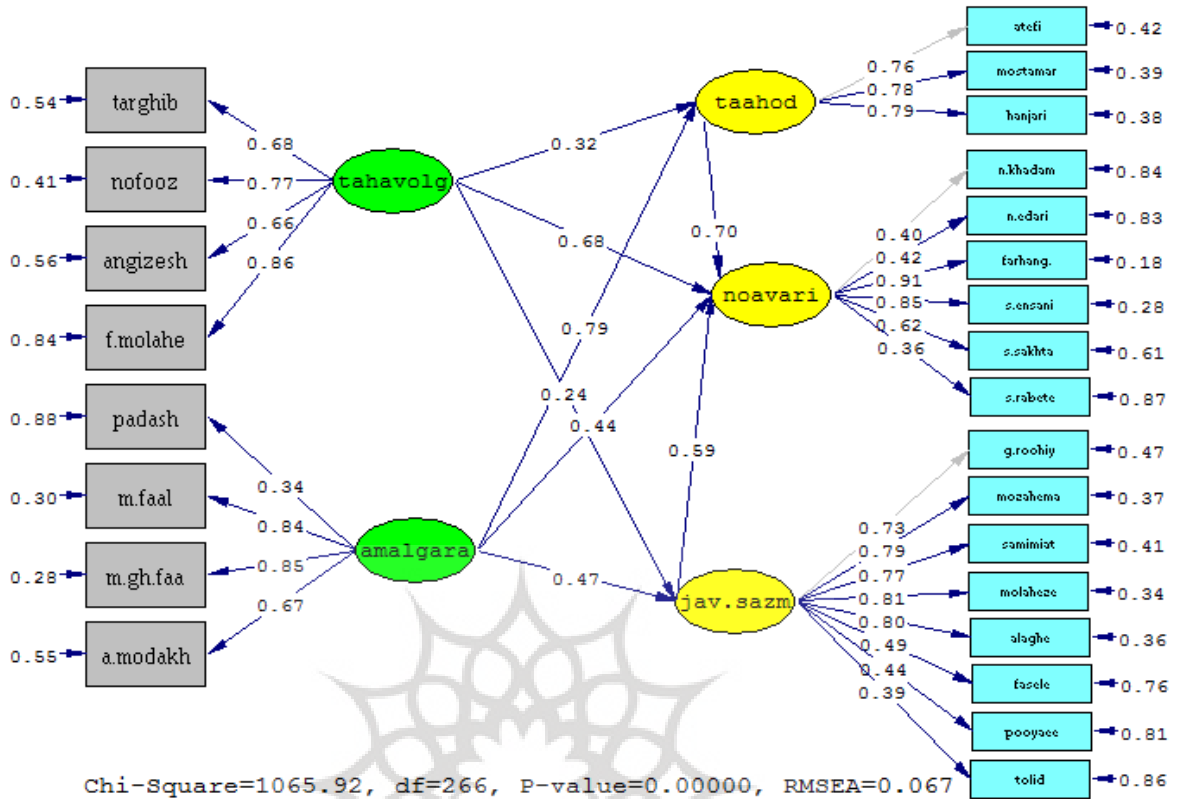 0.54
targhib
0.41
nofooz
0.56
angizesh
0.84
f.molahe
0.88
padash
0.30
m.faal
0.28
m.gh.faa
0.55
a.modakh
0.68
0.77
0.66
0.86
0.34
0.84
0.85
0.67
tahavolg
amalgara
0.32
0.68
0.24
0.79
0.44
0.47
0.70
0.59
taahod
noavari
jav.sazm
0.76
0.78
0.79
0.40
0.42
0.91
0.85
0.62
0.36
0.73
0.79
0.77
0.81
0.80
0.49
0.44
0.39
atefi
0.42
mostamar
0.39
hanjari
0.38
n.khadam
0.84
n.edari
0.83
farhang.
0.18
s.ensani
0.28
s.sakhta
0.61
s.rabete
0.87
g.roohiy
0.47
mozahema
0.37
samimiat
0.41
molaheze
0.34
alaghe
0.36
fasele
0.76
pooyaee
0.81
tolid
0.86
Chi-Square=1065.92, df=266, P-value=0.00000, RMSEA=0.067